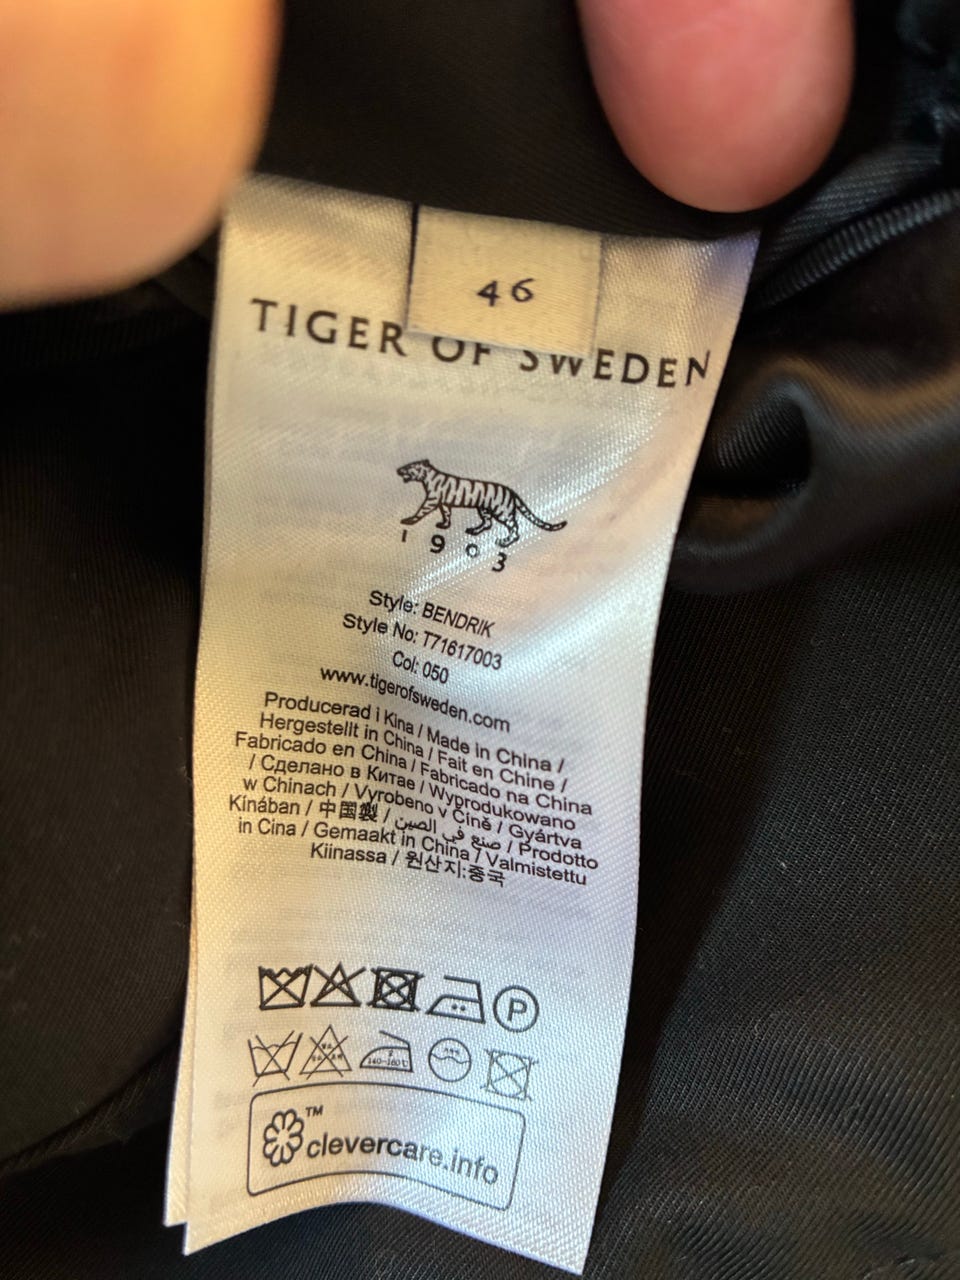 46
TIGER OF SWEDEN
1903
Style: BENDRIK
Style No: T71617003
Col: 050
www.tigerofsweden.com
Producerad i Kina / Made in China /
Hergestellt in China / Fait en Chine /
Fabricado en China / Fabricado na China
/ Сделано в Китае / Wyprodukowano
w Chinach / Vyrobeno v Číně / Gyártva
Kínában / 中国製 / صنع في الصين / Prodotto
in Cina / Gemaakt in China / Valmistettu
Kiinassa / 원산지:중국
P
140~160℃
TM
clevercare.info